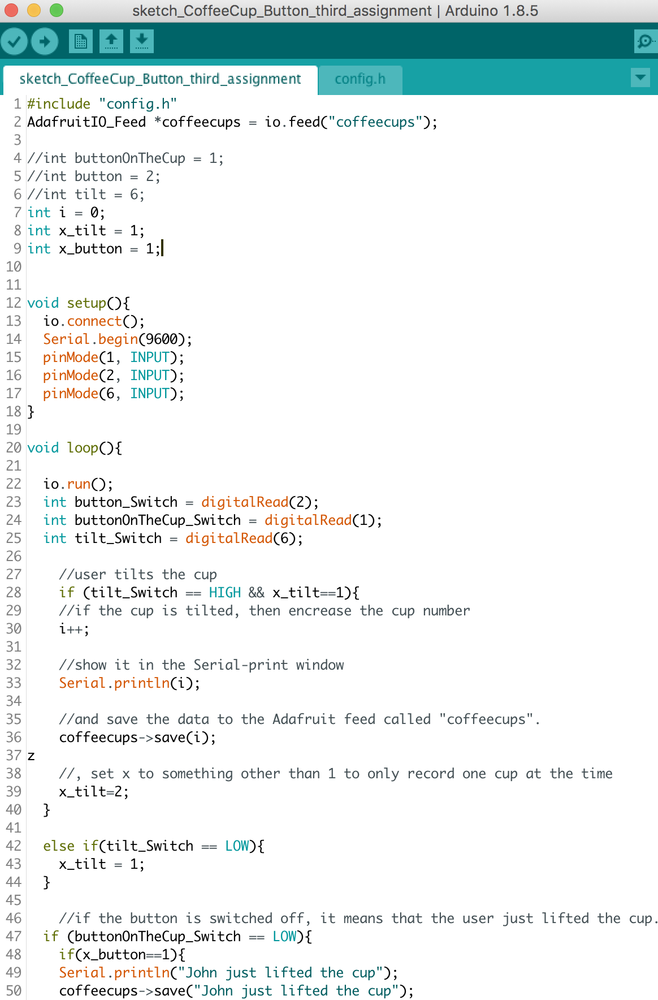 sketch_CoffeeCup_Button_third_assignment | Arduino 1.8.5
sketch_CoffeeCup_Button_third_assignment config.h
1 #include "config.h"
2 AdafruitIO_Feed *coffeecups = io.feed("coffeecups");
3
4 //int buttonOnTheCup = 1;
5 //int button = 2;
6 //int tilt = 6;
7 int i = 0;
8 int x_tilt = 1;
9 int x_button = 1;
10
11
12 void setup(){
13 io.connect();
14 Serial.begin(9600);
15 pinMode(1, INPUT);
16 pinMode(2, INPUT);
17 pinMode(6, INPUT);
18 }
19
20 void loop(){
21
22 io.run();
23 int button_Switch = digitalRead(2);
24 int buttonOnTheCup_Switch = digitalRead(1);
25 int tilt_Switch = digitalRead(6);
26
27 //user tilts the cup
28 if (tilt_Switch == HIGH && x_tilt==1){
29 //if the cup is tilted, then encrease the cup number
30 i++;
31
32 //show it in the Serial-print window
33 Serial.println(i);
34
35 //and save the data to the Adafruit feed called "coffeecups".
36 coffeecups->save(i);
37 z
38 //, set x to something other than 1 to only record one cup at the time
39 x_tilt=2;
40 }
41
42 else if(tilt_Switch == LOW){
43 x_tilt = 1;
44 }
45
46 //if the button is switched off, it means that the user just lifted the cup.
47 if (buttonOnTheCup_Switch == LOW){
48 if(x_button==1){
49 Serial.println("John just lifted the cup");
50 coffeecups->save("John just lifted the cup");